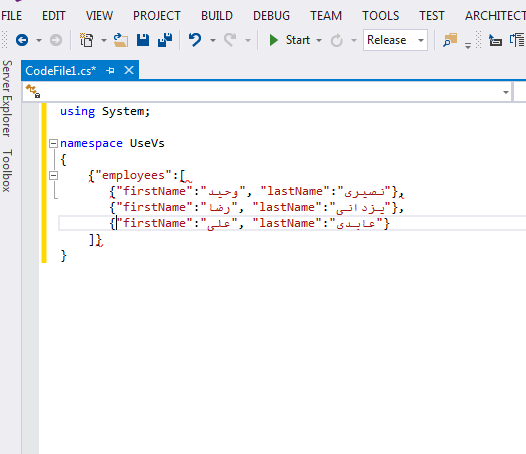 FILE EDIT VIEW PROJECT BUILD DEBUG TEAM TOOLS TEST ARCHITECT
Start Release
Server Explorer
Toolbox
CodeFile1.cs*
using System;
namespace UseVs
{
{"employees":[
{"firstName":"وحید", "lastName":"نصیری"},
{"firstName":"رضا", "lastName":"یزدانی"},
{"firstName":"علی", "lastName":"عابدی"}
]}
}